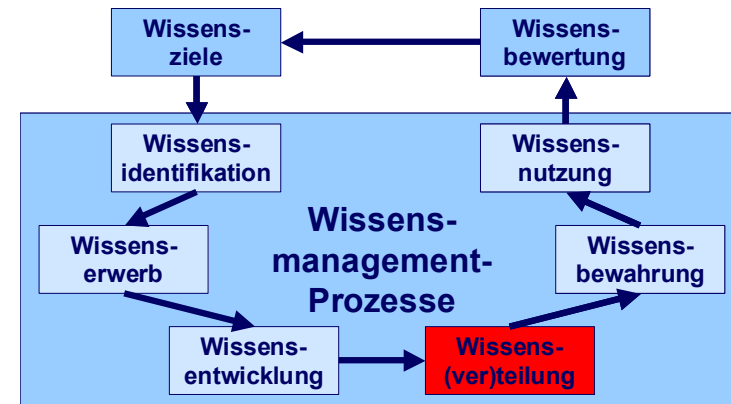 Wissens-
ziele
Wissens-
bewertung
Wissens-
identifikation
Wissens-
nutzung
Wissens-
erwerb
Wissens-
management-
Prozesse
Wissens-
bewahrung
Wissens-
entwicklung
Wissens-
(ver)teilung